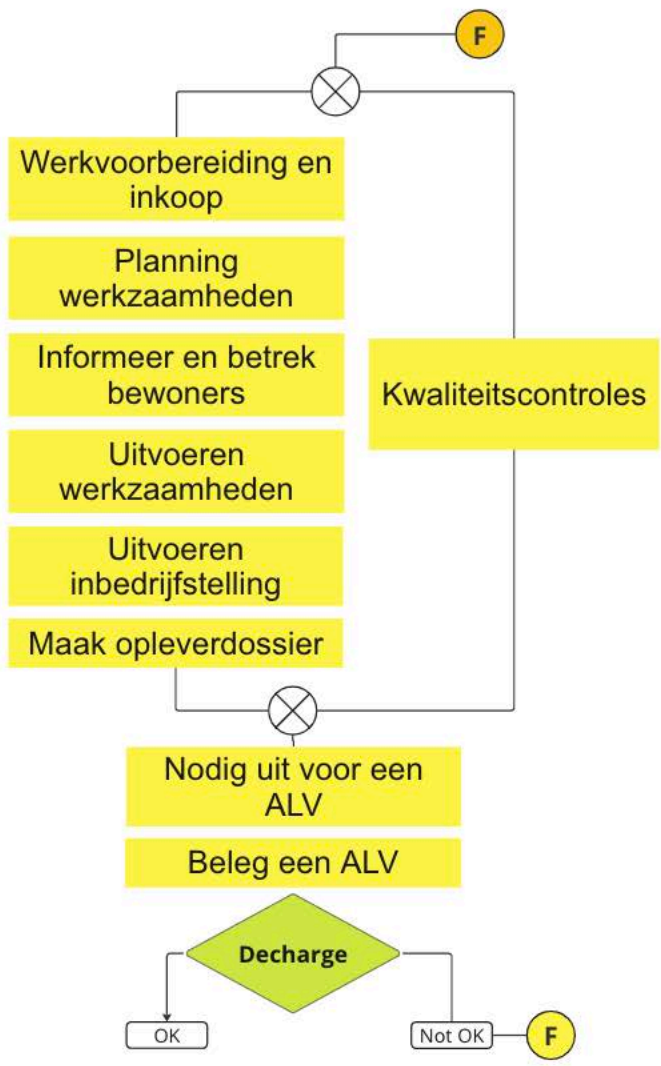 F
Werkvoorbereiding en
inkoop
Planning
werkzaamheden
Informeer en betrek
bewoners
Kwaliteitscontroles
Uitvoeren
werkzaamheden
Uitvoeren
inbedrijfstelling
Maak opleverdossier
Nodig uit voor een
ALV
Beleg een ALV
Decharge
OK
Not OK
F